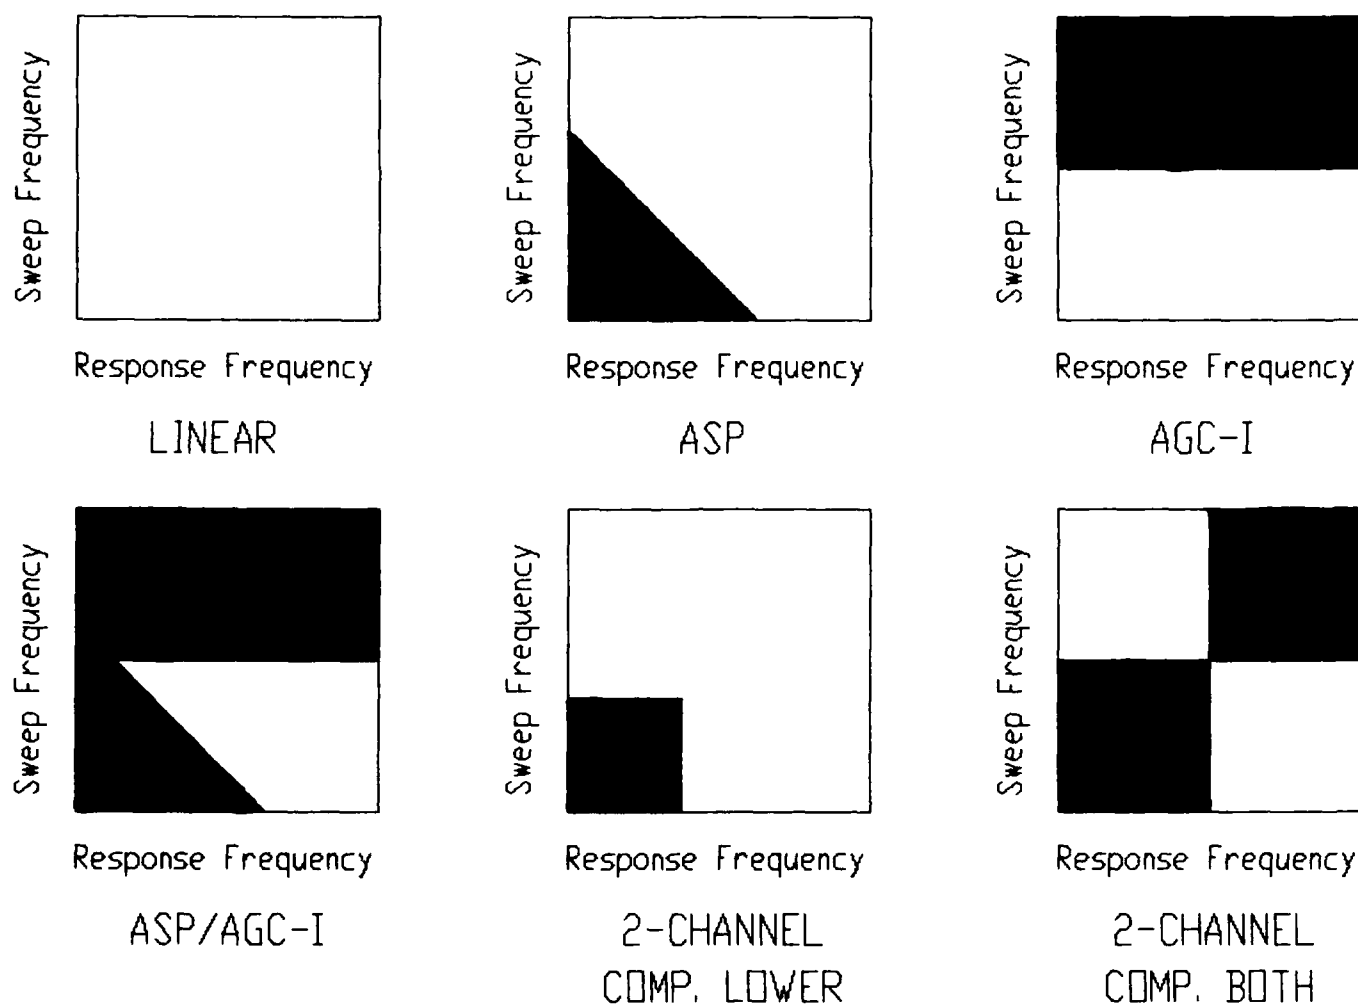 Sweep Frequency
Response Frequency
LINEAR
Sweep Frequency
Response Frequency
ASP
Sweep Frequency
Response Frequency
AGC-I
Sweep Frequency
Response Frequency
ASP/AGC-I
Sweep Frequency
Response Frequency
2-CHANNEL
COMP. LOWER
Sweep Frequency
Response Frequency
2-CHANNEL
COMP. BOTH